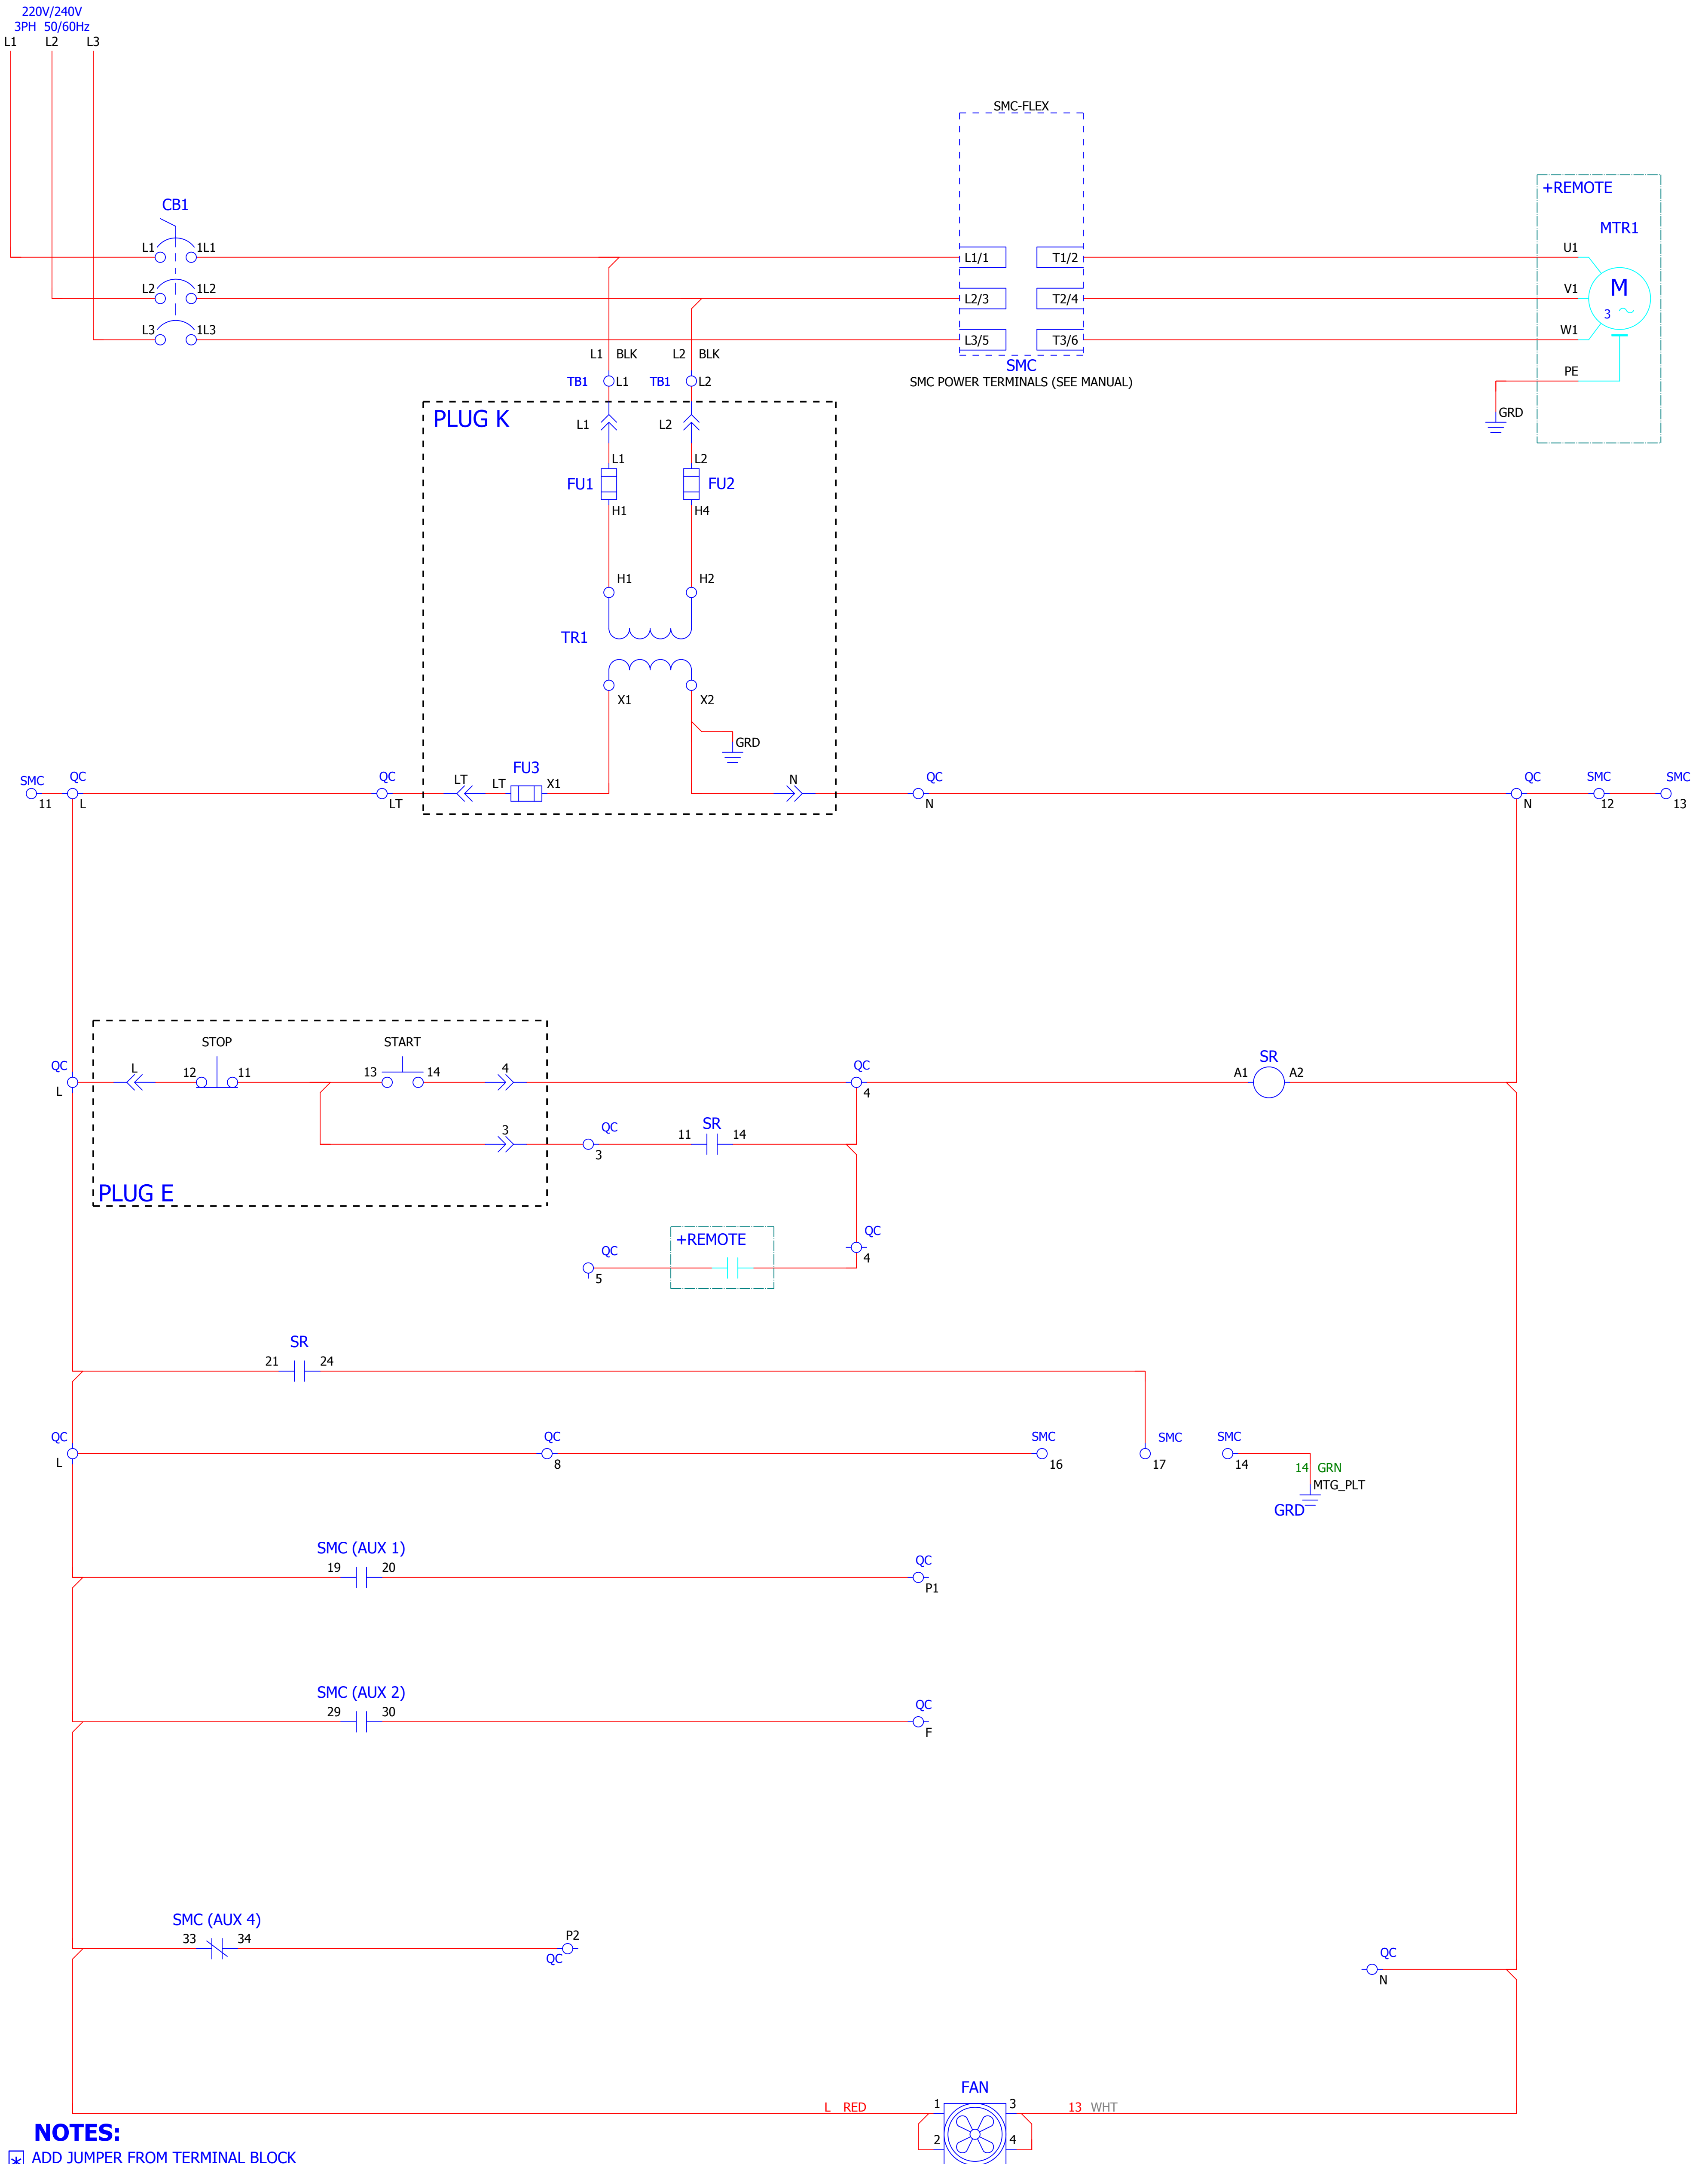 220V/240V
3PH 50/60Hz
L1 L2 L3
SMC-FLEX
+REMOTE
CB1
MTR1
L1 1L1 L1/1 T1/2 U1
L2 1L2 L2/3 T2/4 V1
M
3
L3 1L3 L3/5 T3/6 W1
L1 BLK L2 BLK
SMC
PE
TB1 L1 TB1 L2
SMC POWER TERMINALS (SEE MANUAL)
PLUG K
L1 L2
GRD
L1 L2
FU1 FU2
H1 H4
H1 H2
TR1
X1 X2
GRD
SMC QC QC LT LT FU3 X1 N QC QC SMC SMC
11 L LT N N 12 13
STOP START
QC L 12 11 13 14 4 QC SR
L 4 A1 A2
3 QC 11 SR 14
3
PLUG E
QC +REMOTE QC
5 4
SR
21 24
QC QC SMC SMC SMC
L 8 16 17 14
14 GRN
MTG_PLT
GRD
SMC (AUX 1)
19 20 QC
P1
SMC (AUX 2)
29 30 QC
F
SMC (AUX 4)
33 34 P2
QC
QC
N
FAN
L RED 1 3 13 WHT
2 4
NOTES:
* ADD JUMPER FROM TERMINAL BLOCK